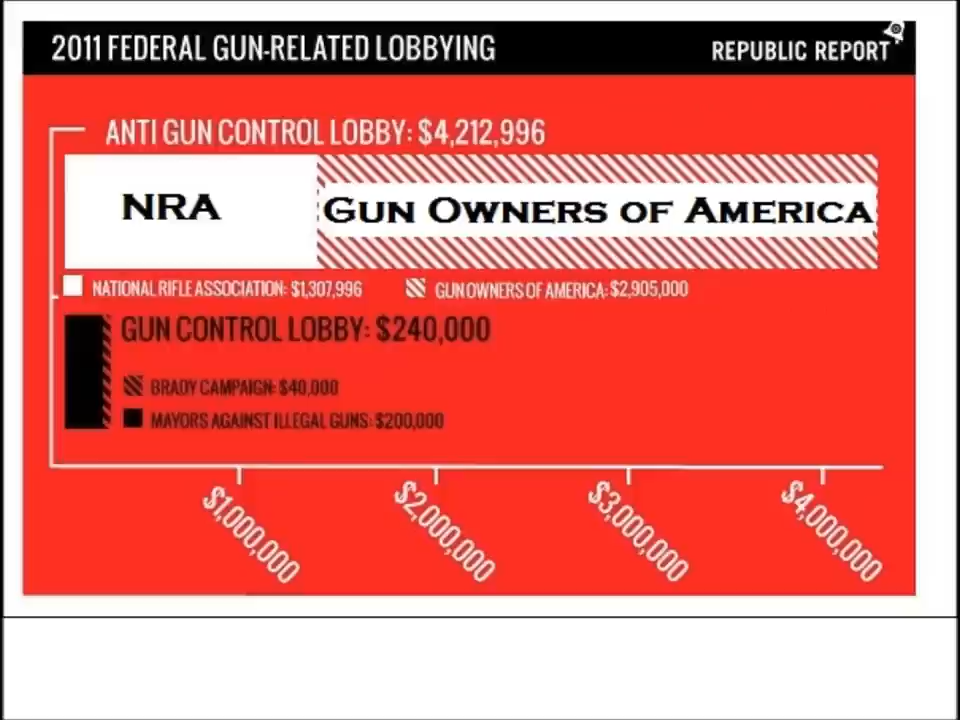 2011 FEDERAL GUN-RELATED LOBBYING
REPUBLIC REPORT
ANTI GUN CONTROL LOBBY: $4,212,996
NRA
GUN OWNERS OF AMERICA
NATIONAL RIFLE ASSOCIATION: $1,307,996
GUN OWNERS OF AMERICA: $2,905,000
GUN CONTROL LOBBY: $240,000
BRADY CAMPAIGN: $40,000
MAYORS AGAINST ILLEGAL GUNS: $200,000
$1,000,000
$2,000,000
$3,000,000
$4,000,000